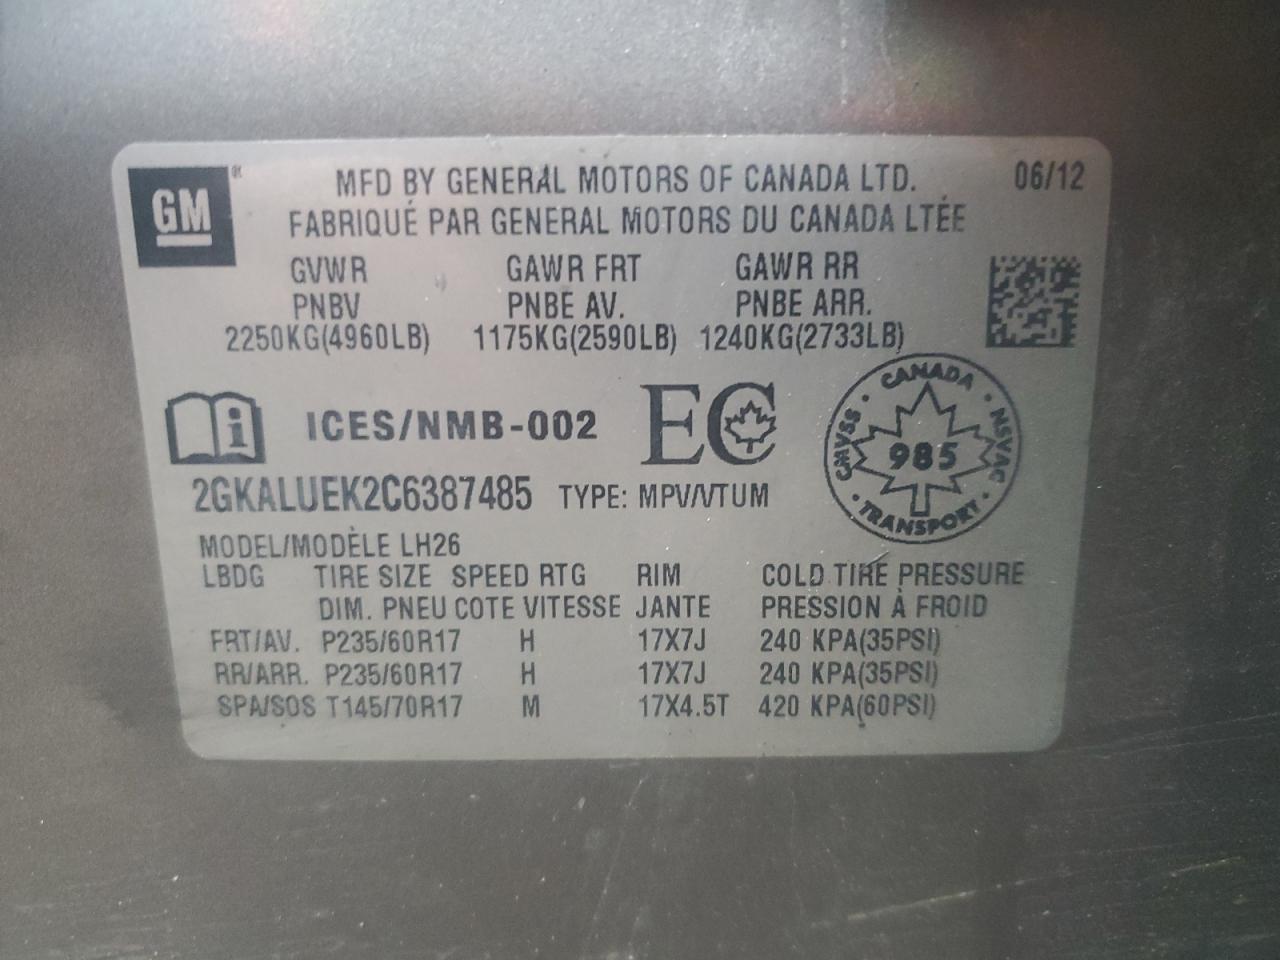 GM
MFD BY GENERAL MOTORS OF CANADA LTD. 06/12
FABRIQUÉ PAR GENERAL MOTORS DU CANADA LTÉE
GVWR GAWR FRT GAWR RR
PNBV PNBE AV. PNBE ARR.
2250KG(4960LB) 1175KG(2590LB) 1240KG(2733LB)
i ICES/NMB-002 EC
CANADA · NSVAC · TRANSPORT · CMVSS ·
985
2GKALUEK2C6387485 TYPE: MPV/VTUM
MODEL/MODÈLE LH26
LBDG TIRE SIZE SPEED RTG RIM COLD TIRE PRESSURE
DIM. PNEU COTE VITESSE JANTE PRESSION À FROID
FRT/AV. P235/60R17 H 17X7J 240 KPA(35PSI)
RR/ARR. P235/60R17 H 17X7J 240 KPA(35PSI)
SPA/SOS T145/70R17 M 17X4.5T 420 KPA(60PSI)